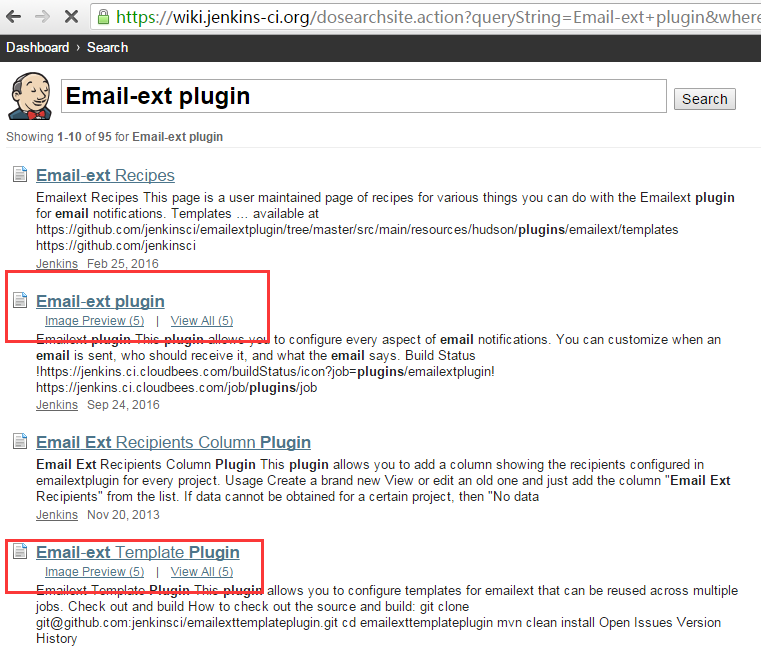 https://wiki.jenkins-ci.org/dosearchsite.action?queryString=Email-ext+plugin&where
Dashboard › Search
Email-ext plugin
Search
Showing 1-10 of 95 for Email-ext plugin
Email-ext Recipes
Emailext Recipes This page is a user maintained page of recipes for various things you can do with the Emailext plugin
for email notifications. Templates … available at
https://github.com/jenkinsci/emailextplugin/tree/master/src/main/resources/hudson/plugins/emailext/templates
https://github.com/jenkinsci
Jenkins Feb 25, 2016
Email-ext plugin
Image Preview (5) | View All (5)
Emailext plugin This plugin allows you to configure every aspect of email notifications. You can customize when an
email is sent, who should receive it, and what the email says. Build Status
!https://jenkins.ci.cloudbees.com/buildStatus/icon?job=plugins/emailextplugin!
https://jenkins.ci.cloudbees.com/job/plugins/job
Jenkins Sep 24, 2016
Email Ext Recipients Column Plugin
Email Ext Recipients Column Plugin This plugin allows you to add a column showing the recipients configured in
emailextplugin for every project. Usage Create a brand new View or edit an old one and just add the column "Email Ext
Recipients" from the list. If data cannot be obtained for a certain project, then "No data
Jenkins Nov 20, 2013
Email-ext Template Plugin
Image Preview (5) | View All (5)
Emailext Template Plugin This plugin allows you to configure templates for emailext that can be reused across multiple
jobs. Check out and build How to check out the source and build: git clone
git@github.com:jenkinsci/emailexttemplateplugin.git cd emailexttemplateplugin mvn clean install Open Issues Version
History